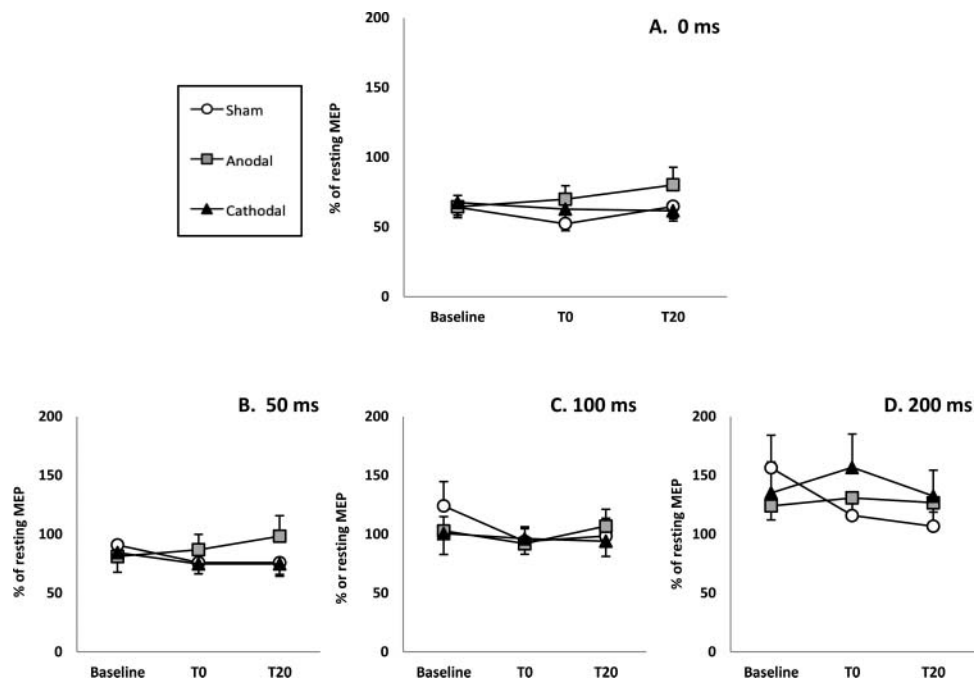 A. 0 ms
Sham
Anodal
Cathodal
% of resting MEP
200
150
100
50
0
Baseline T0 T20
B. 50 ms
% of resting MEP
200
150
100
50
0
Baseline T0 T20
C. 100 ms
% or resting MEP
200
150
100
50
0
Baseline T0 T20
D. 200 ms
% of resting MEP
200
150
100
50
0
Baseline T0 T20